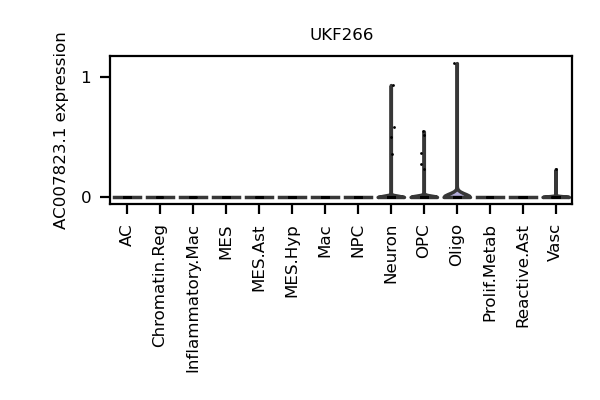 UKF266
AC007823.1 expression
1
0
AC
Chromatin.Reg
Inflammatory.Mac
MES
MES.Ast
MES.Hyp
Mac
NPC
Neuron
OPC
Oligo
Prolif.Metab
Reactive.Ast
Vasc